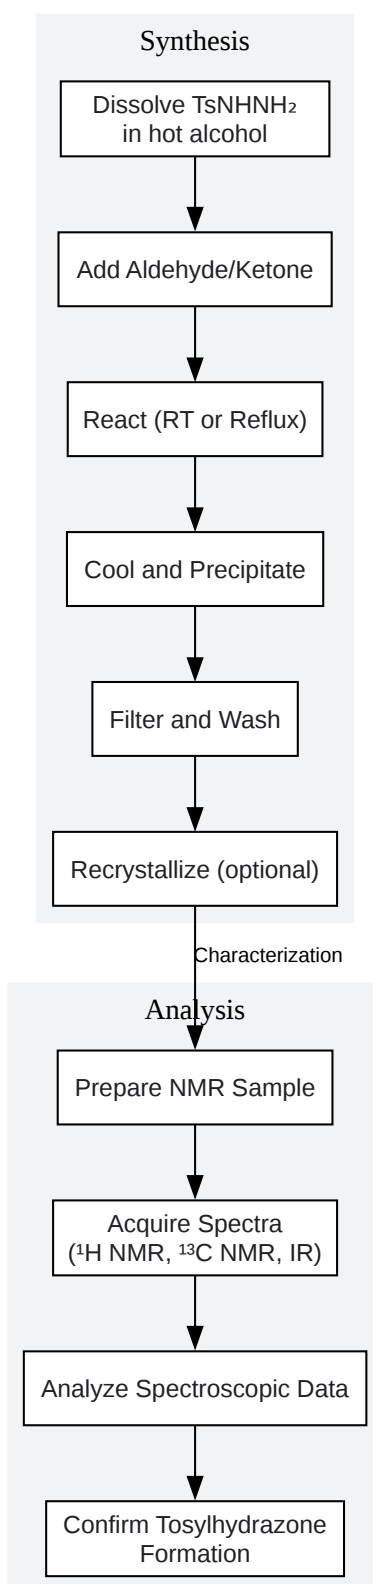 Synthesis
Dissolve TsNHNH₂
in hot alcohol
Add Aldehyde/Ketone
React (RT or Reflux)
Cool and Precipitate
Filter and Wash
Recrystallize (optional)
Characterization
Analysis
Prepare NMR Sample
Acquire Spectra
(¹H NMR, ¹³C NMR, IR)
Analyze Spectroscopic Data
Confirm Tosylhydrazone
Formation